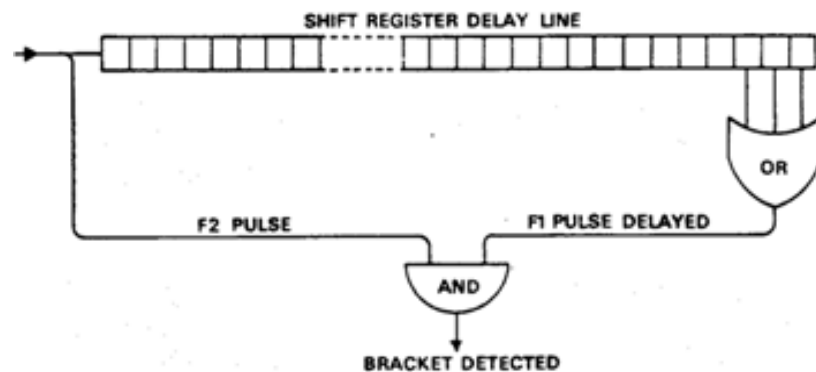 SHIFT REGISTER DELAY LINE
OR
F2 PULSE
F1 PULSE DELAYED
AND
BRACKET DETECTED